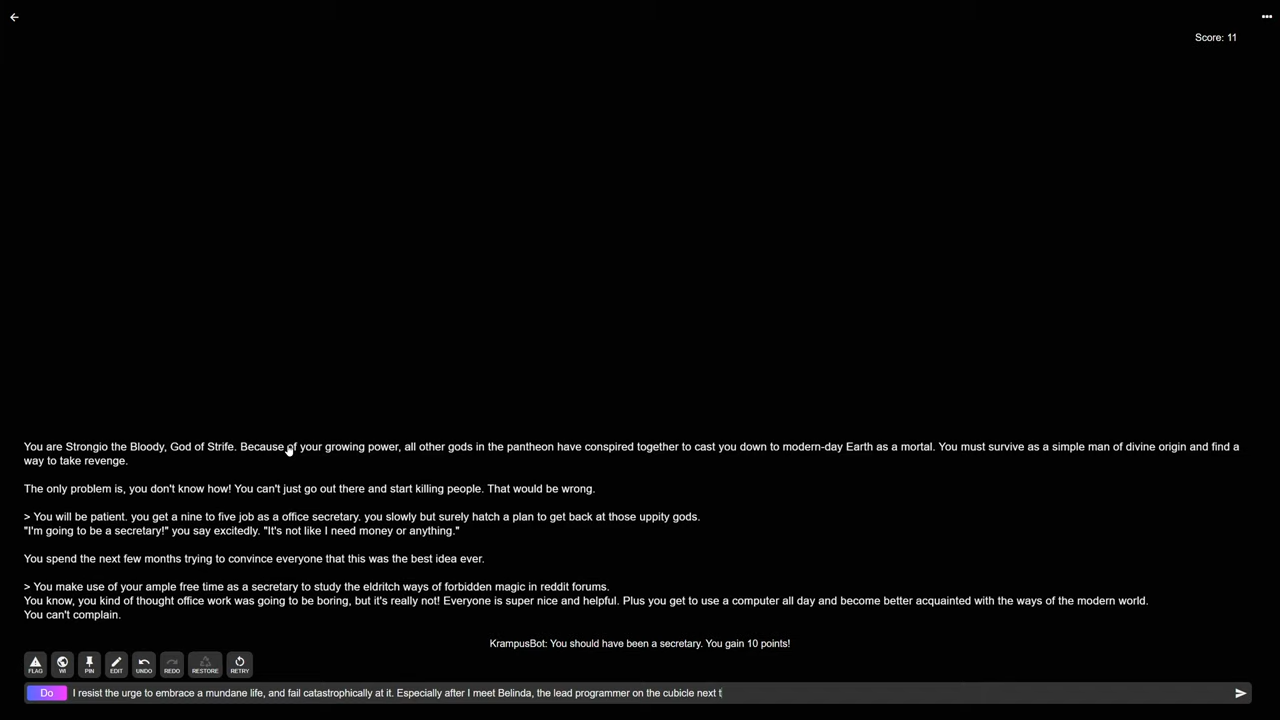 Score: 11
You are Strongio the Bloody, God of Strife. Because of your growing power, all other gods in the pantheon have conspired together to cast you down to modern-day Earth as a mortal. You must survive as a simple man of divine origin and find a
way to take revenge.
The only problem is, you don't know how! You can't just go out there and start killing people. That would be wrong.
> You will be patient. you get a nine to five job as a office secretary. you slowly but surely hatch a plan to get back at those uppity gods.
"I'm going to be a secretary!" you say excitedly. "It's not like I need money or anything."
You spend the next few months trying to convince everyone that this was the best idea ever.
> You make use of your ample free time as a secretary to study the eldritch ways of forbidden magic in reddit forums.
You know, you kind of thought office work was going to be boring, but it's really not! Everyone is super nice and helpful. Plus you get to use a computer all day and become better acquainted with the ways of the modern world.
You can't complain.
KrampusBot: You should have been a secretary. You gain 10 points!
FLAG WI PIN EDIT UNDO REDO RESTORE RETRY
Do I resist the urge to embrace a mundane life, and fail catastrophically at it. Especially after I meet Belinda, the lead programmer on the cubicle next t